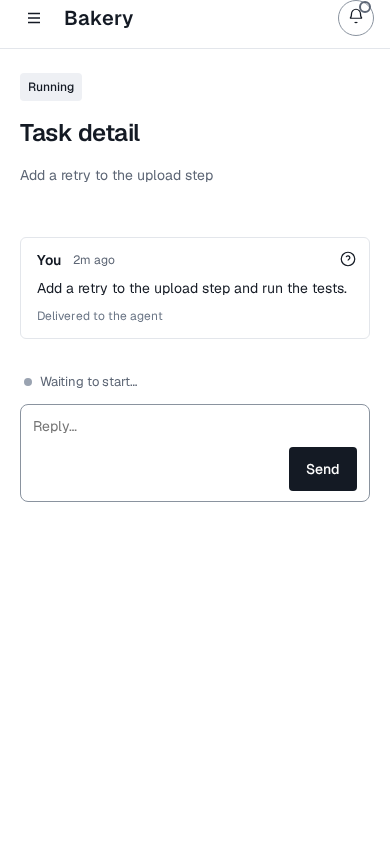 Bakery
Running
Task detail
Add a retry to the upload step
You 2m ago
Add a retry to the upload step and run the tests.
Delivered to the agent
Waiting to start...
Reply...
Send